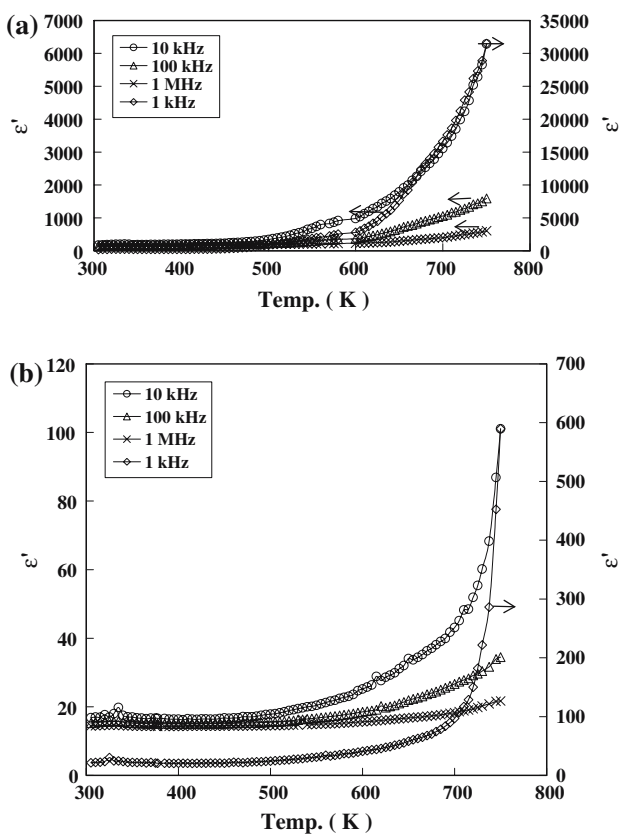 (a)
7000
6000
5000
4000
3000
2000
1000
0
ε'
35000
30000
25000
20000
15000
10000
5000
0
ε'
10 kHz
100 kHz
1 MHz
1 kHz
300 400 500 600 700 800
Temp. ( K )
(b)
120
100
80
60
40
20
0
ε'
700
600
500
400
300
200
100
0
ε'
10 kHz
100 kHz
1 MHz
1 kHz
300 400 500 600 700 800
Temp. ( K )